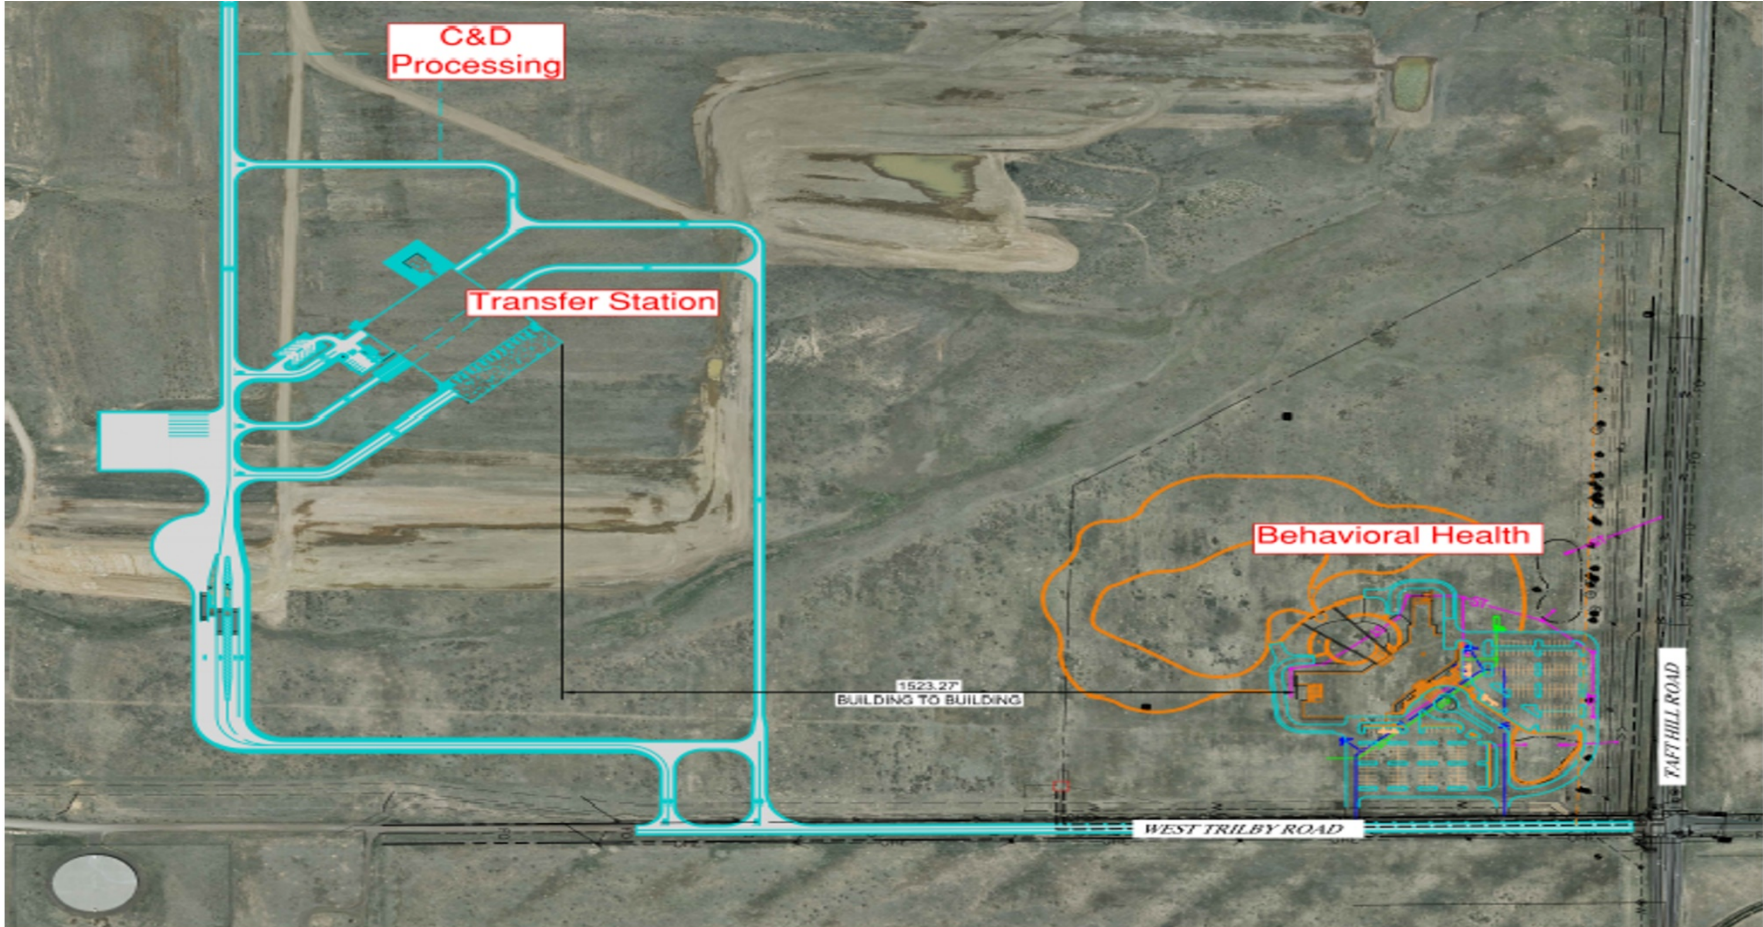 C&D
Processing
Transfer Station
Behavioral Health
1523.27'
BUILDING TO BUILDING
TAFT HILL ROAD
WEST TRILBY ROAD